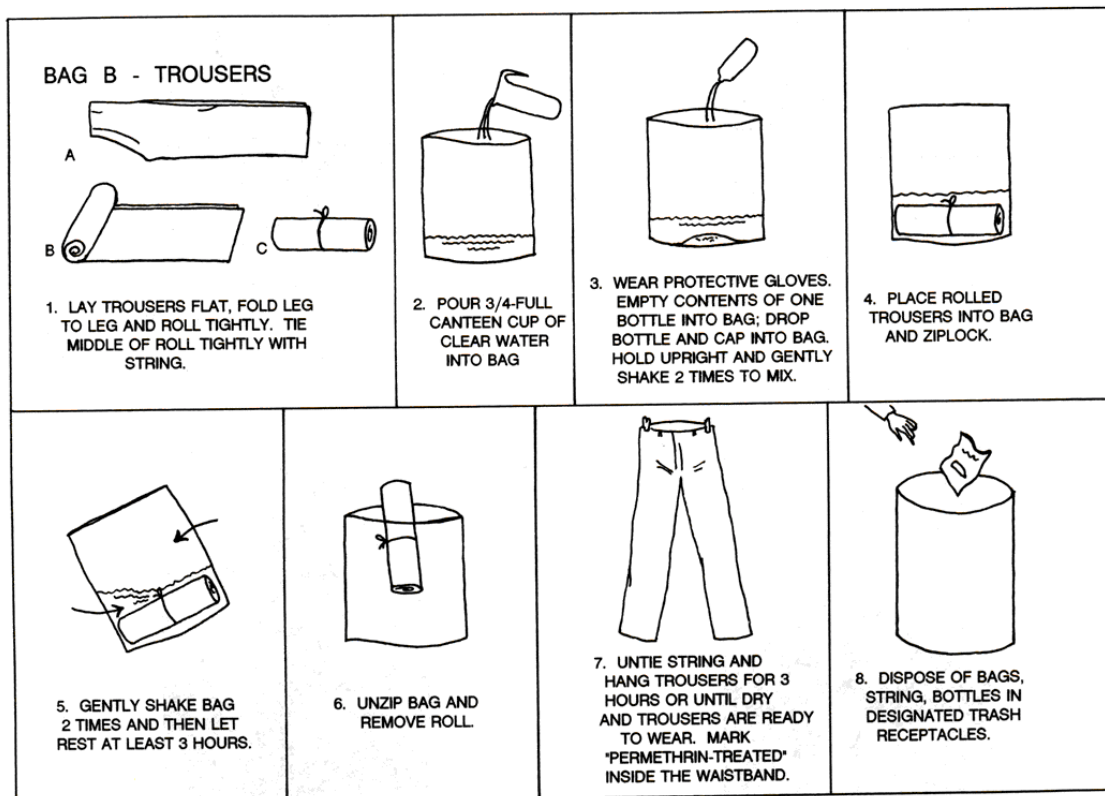 BAG B - TROUSERS
A
B
C
1. LAY TROUSERS FLAT, FOLD LEG
TO LEG AND ROLL TIGHTLY. TIE
MIDDLE OF ROLL TIGHTLY WITH
STRING.
2. POUR 3/4-FULL
CANTEEN CUP OF
CLEAR WATER
INTO BAG
3. WEAR PROTECTIVE GLOVES.
EMPTY CONTENTS OF ONE
BOTTLE INTO BAG; DROP
BOTTLE AND CAP INTO BAG.
HOLD UPRIGHT AND GENTLY
SHAKE 2 TIMES TO MIX.
4. PLACE ROLLED
TROUSERS INTO BAG
AND ZIPLOCK.
5. GENTLY SHAKE BAG
2 TIMES AND THEN LET
REST AT LEAST 3 HOURS.
6. UNZIP BAG AND
REMOVE ROLL.
7. UNTIE STRING AND
HANG TROUSERS FOR 3
HOURS OR UNTIL DRY
AND TROUSERS ARE READY
TO WEAR. MARK
"PERMETHRIN-TREATED"
INSIDE THE WAISTBAND.
8. DISPOSE OF BAGS,
STRING, BOTTLES IN
DESIGNATED TRASH
RECEPTACLES.